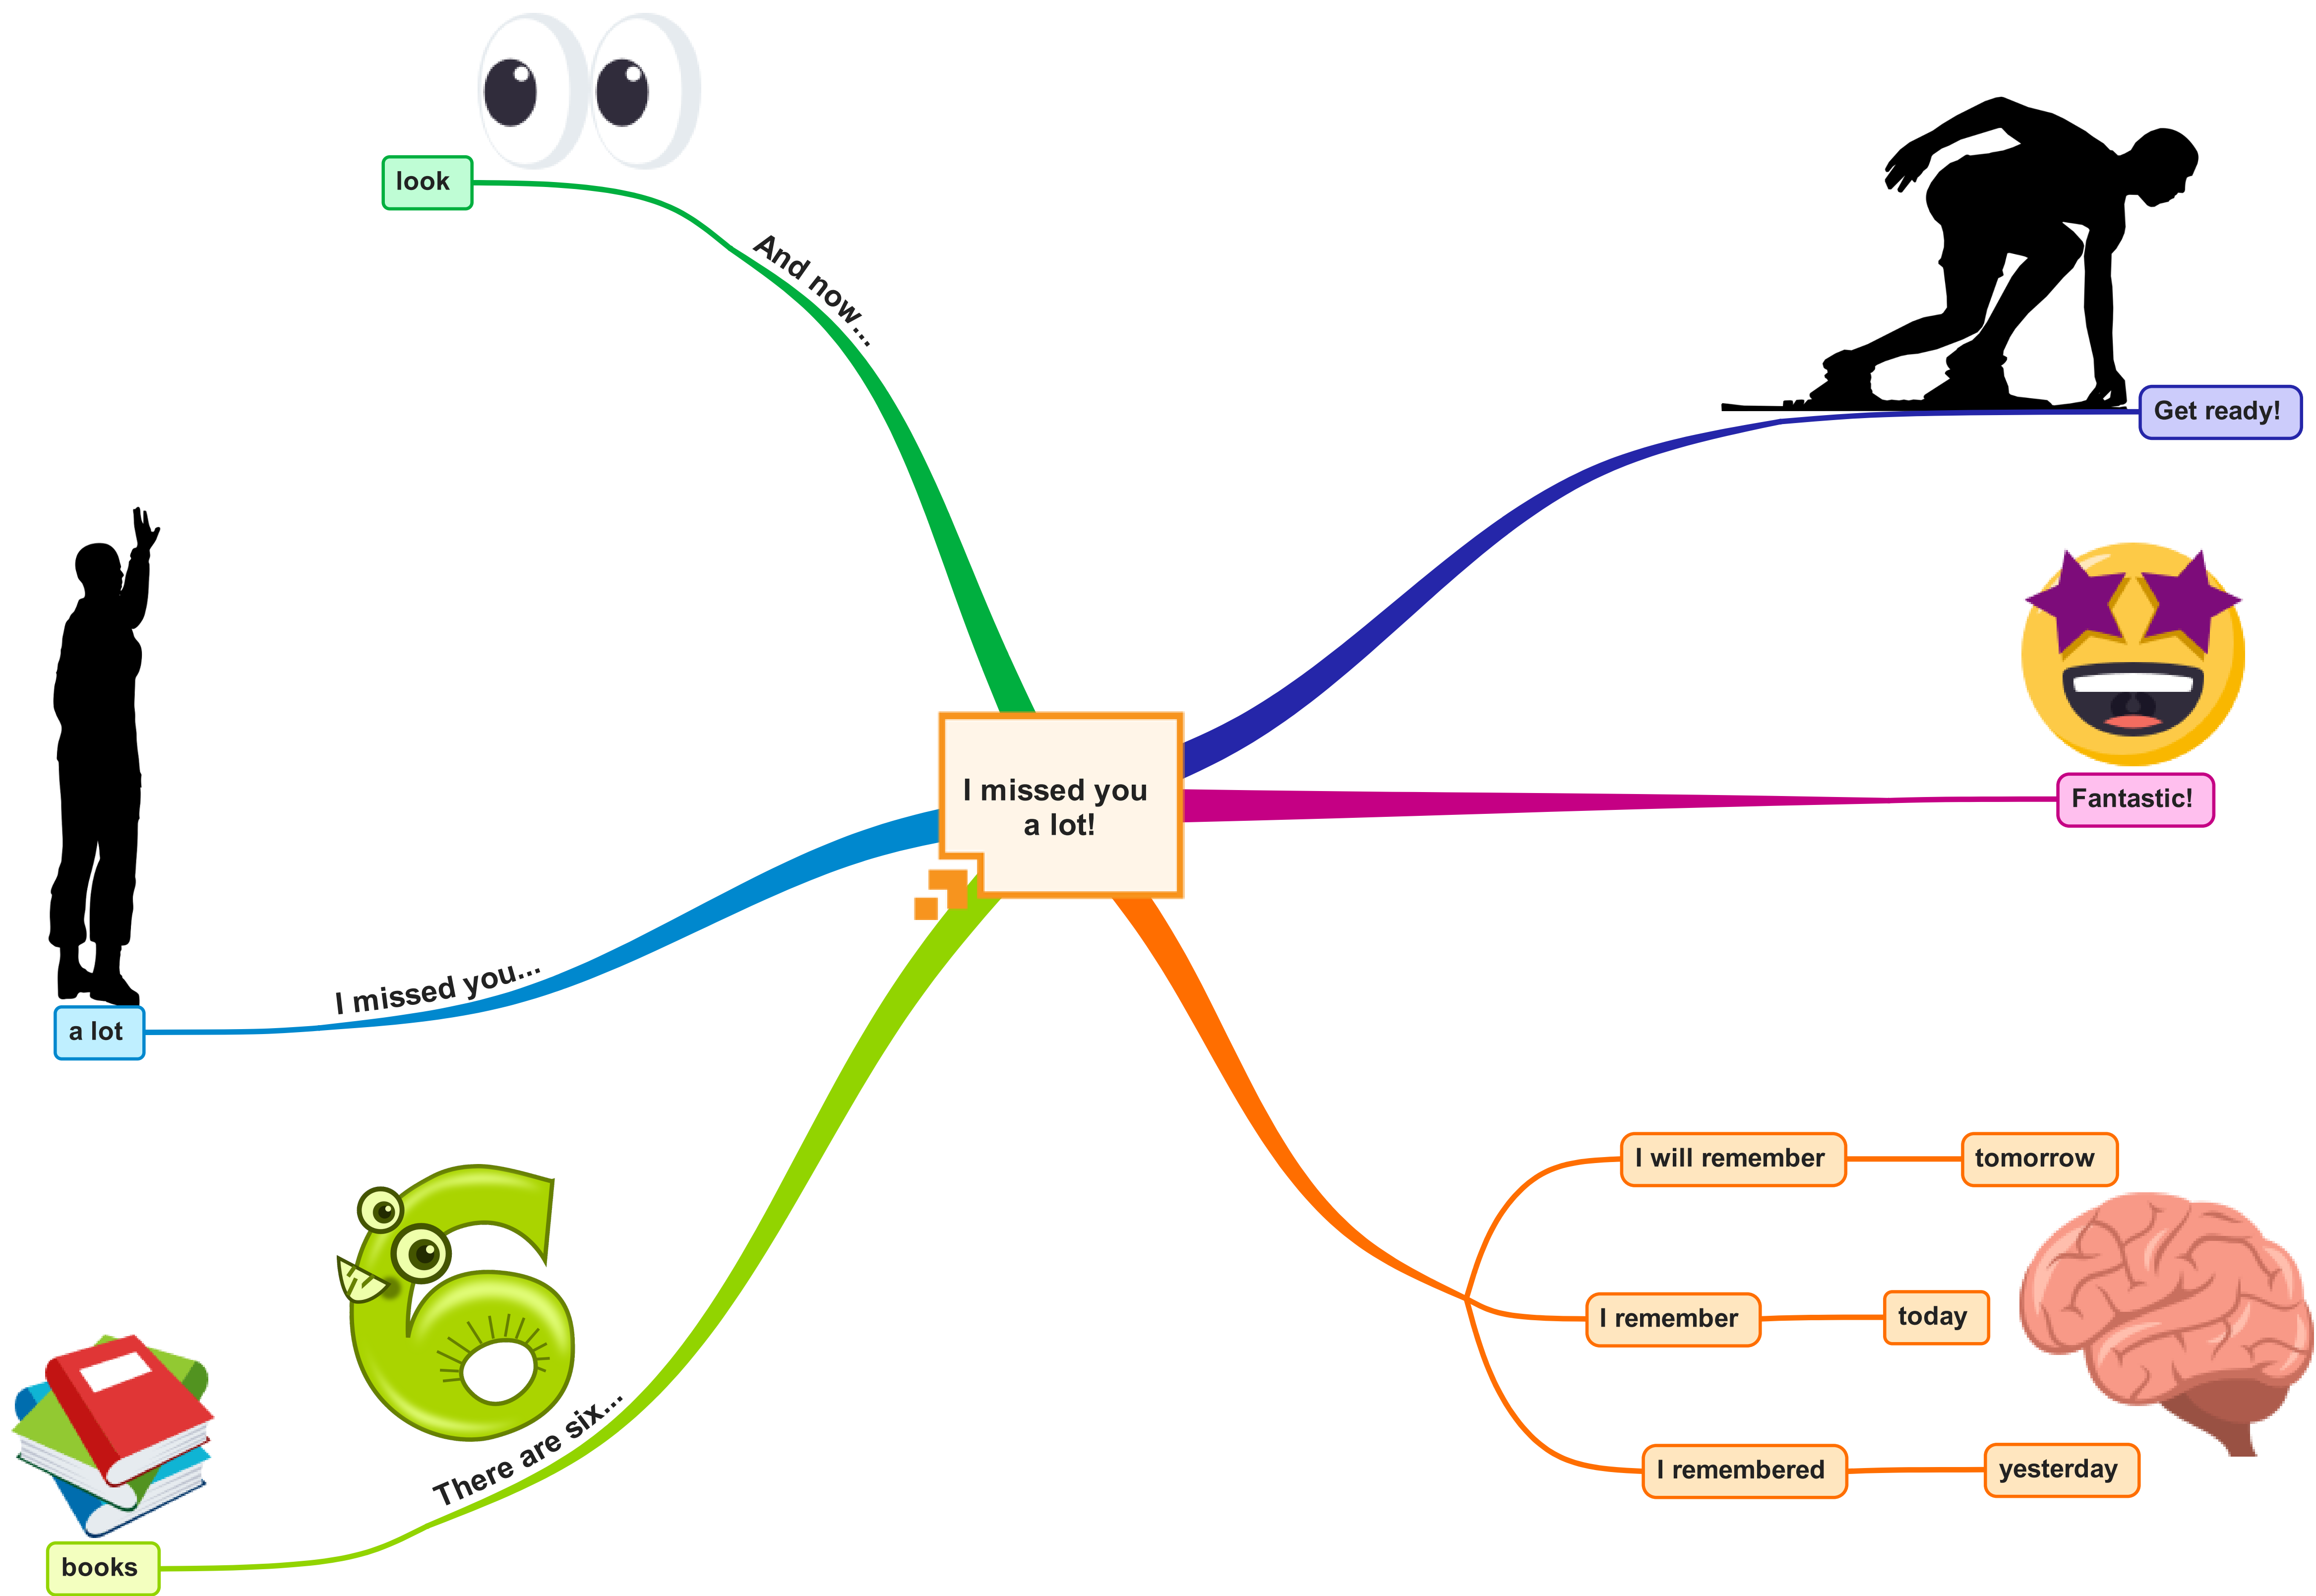 look
And now...
Get ready!
Fantastic!
I missed you
a lot!
I missed you...
a lot
I will remember
tomorrow
I remember
today
There are six...
books
I remembered
yesterday